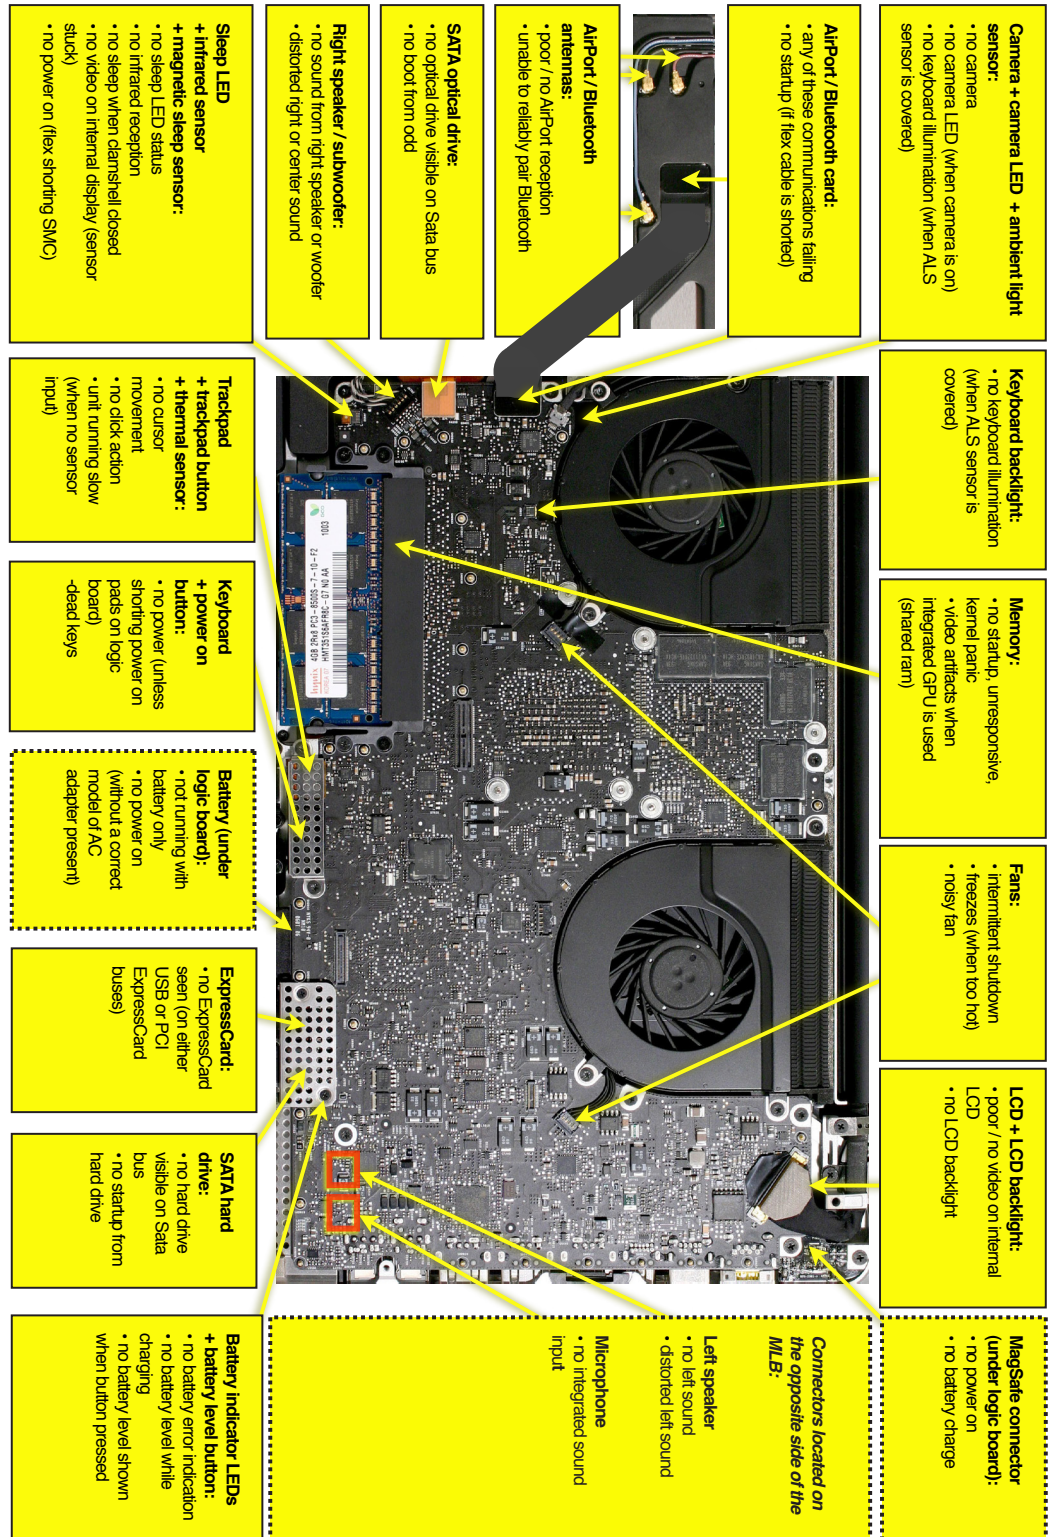 Camera + camera LED + ambient light
sensor:
• no camera
• no camera LED (when camera is on)
• no keyboard illumination (when ALS
sensor is covered)
Keyboard backlight:
• no keyboard illumination
(when ALS sensor is
covered)
Memory:
• no startup, unresponsive,
kernel panic
• video artifacts when
integrated GPU is used
(shared ram)
Fans:
• intermittent shutdown
• freezes (when too hot)
• noisy fan
LCD + LCD backlight:
• poor / no video on internal
LCD
• no LCD backlight
MagSafe connector
(under logic board):
• no power on
• no battery charge
AirPort / Bluetooth card:
• any of these communications failing
• no startup (if flex cable is shorted)
AirPort / Bluetooth
antennas:
• poor / no AirPort reception
• unable to reliably pair Bluetooth
SATA optical drive:
• no optical drive visible on Sata bus
• no boot from odd
Right speaker / subwoofer:
• no sound from right speaker or woofer
• distorted right or center sound
Connectors located on
the opposite side of the
MLB:
Left speaker
• no left sound
• distorted left sound
Microphone
• no integrated sound
input
hynix
4GB 2Rx8 PC3-8500S-7-10-F2
1003
Sleep LED
+ infrared sensor
+ magnetic sleep sensor:
• no sleep LED status
• no infrared reception
• no sleep when clamshell closed
• no video on internal display (sensor
stuck)
• no power on (flex shorting SMC)
Trackpad
+ trackpad button
+ thermal sensor:
• no cursor
movement
• no click action
• unit running slow
(when no sensor
input)
Keyboard
+ power on
button:
• no power (unless
shorting power on
pads on logic
board)
-dead keys
Battery (under
logic board):
• not running with
battery only
• no power on
(without a correct
model of AC
adapter present)
ExpressCard:
• no ExpressCard
seen (on either
USB or PCI
ExpressCard
buses)
SATA hard
drive:
• no hard drive
visible on Sata
bus
• no startup from
hard drive
Battery indicator LEDs
+ battery level button:
• no battery error indication
• no battery level while
charging
• no battery level shown
when button pressed